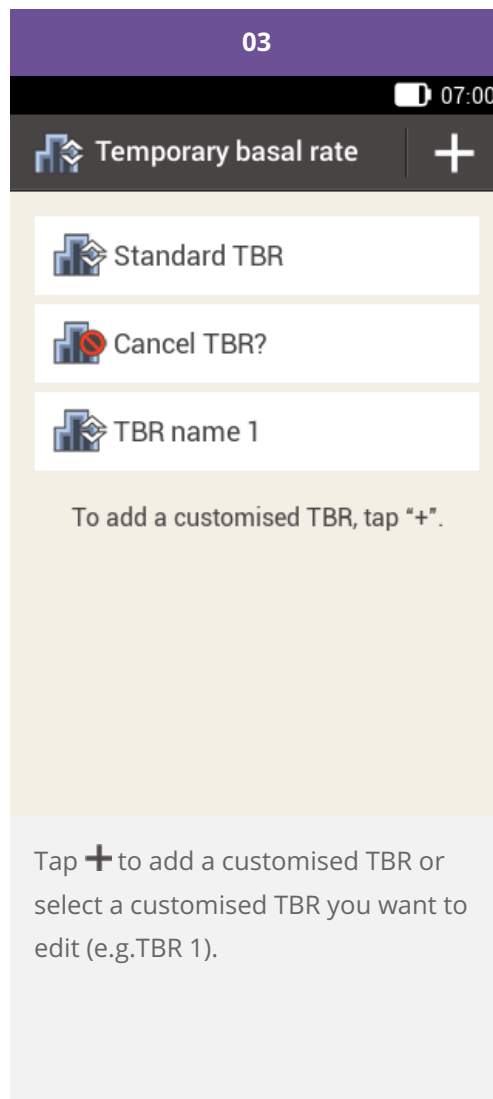 03
07:00
Temporary basal rate
Standard TBR
Cancel TBR?
TBR name 1
To add a customised TBR, tap “+”.
Tap + to add a customised TBR or
select a customised TBR you want to
edit (e.g.TBR 1).